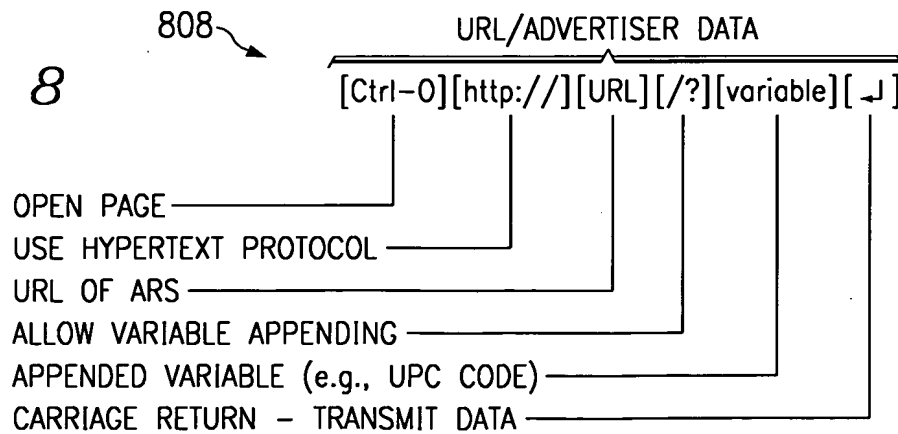 808
URL/ADVERTISER DATA
8
[Ctrl-O][http://][URL][/?][variable][↵]
OPEN PAGE
USE HYPERTEXT PROTOCOL
URL OF ARS
ALLOW VARIABLE APPENDING
APPENDED VARIABLE (e.g., UPC CODE)
CARRIAGE RETURN - TRANSMIT DATA